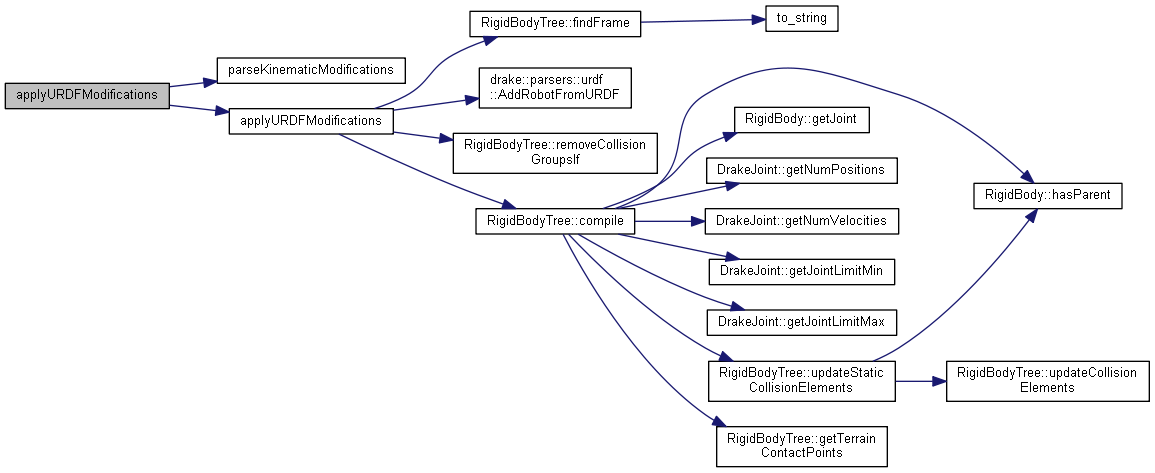 applyURDFModifications
parseKinematicModifications
applyURDFModifications
RigidBodyTree::findFrame
to_string
drake::parsers::urdf
::AddRobotFromURDF
RigidBodyTree::removeCollision
GroupsIf
RigidBodyTree::compile
RigidBody::getJoint
DrakeJoint::getNumPositions
DrakeJoint::getNumVelocities
DrakeJoint::getJointLimitMin
DrakeJoint::getJointLimitMax
RigidBodyTree::updateStatic
CollisionElements
RigidBodyTree::getTerrain
ContactPoints
RigidBody::hasParent
RigidBodyTree::updateCollision
Elements